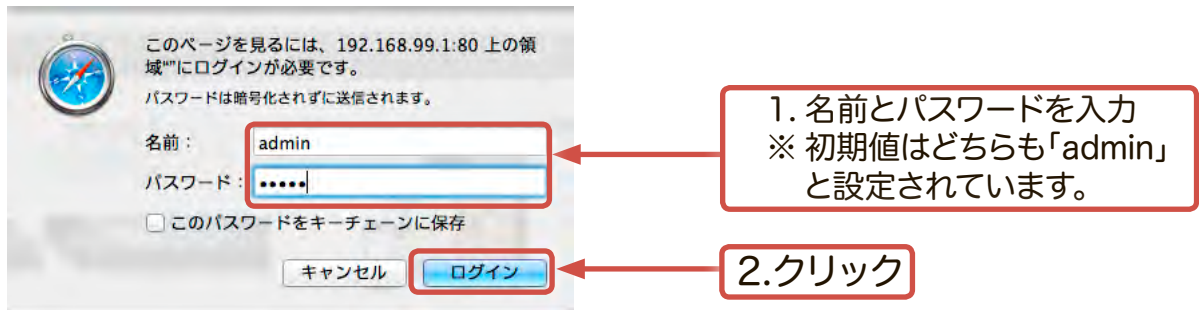 このページを見るには、192.168.99.1:80 上の領
域“”にログインが必要です。
パスワードは暗号化されずに送信されます。
名前：
admin
パスワード：
•••••
このパスワードをキーチェーンに保存
キャンセル
ログイン
1. 名前とパスワードを入力
※ 初期値はどちらも「admin」
と設定されています。
2.クリック